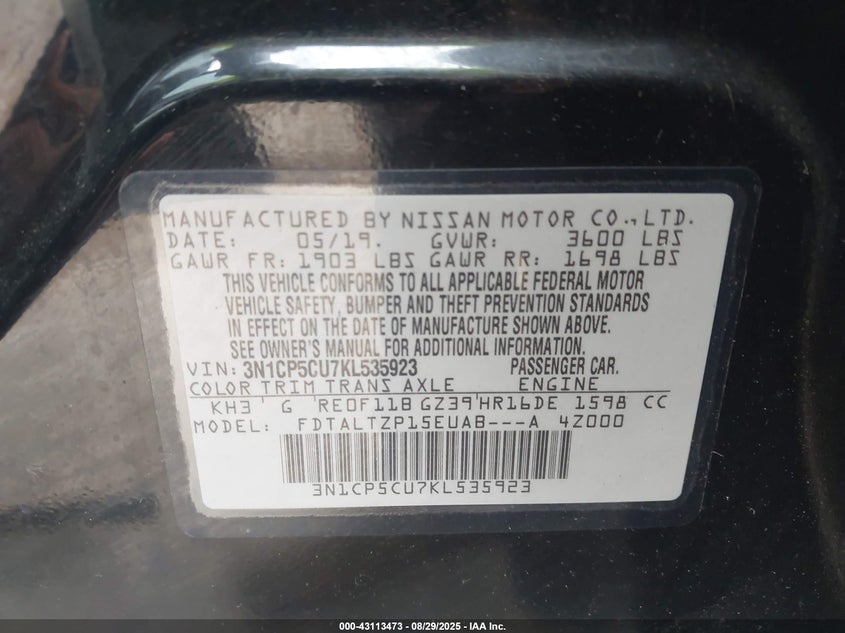 MANUFACTURED BY NISSAN MOTOR CO., LTD.
DATE: 05/19. GVWR: 3600 LBS
GAWR FR: 1903 LBS GAWR RR: 1698 LBS
THIS VEHICLE CONFORMS TO ALL APPLICABLE FEDERAL MOTOR
VEHICLE SAFETY, BUMPER AND THEFT PREVENTION STANDARDS
IN EFFECT ON THE DATE OF MANUFACTURE SHOWN ABOVE.
SEE OWNER'S MANUAL FOR ADDITIONAL INFORMATION.
VIN: 3N1CP5CU7KL535923 PASSENGER CAR.
COLOR TRIM TRANS AXLE ENGINE
KH3 ' G 'RE0F11B GZ39'HR16DE 1598 CC
MODEL: FDTALTZP15EUAB---A 4Z000
3N1CP5CU7KL535923
000-43113473 - 08/29/2025 - IAA Inc.